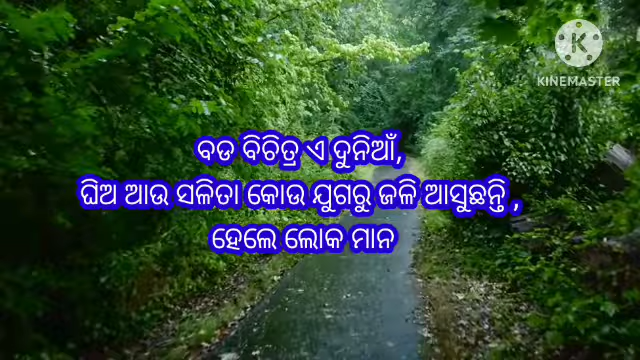 KINEMASTER
ବଡ ବିଚିତ୍ର ଏ ଦୁନିଆଁ,
ଘିଅ ଆଉ ସଳିତା କୋଉ ଯୁଗରୁ ଜଳି ଆସୁଛନ୍ତି ,
ହେଲେ ଲୋକ ମାନ